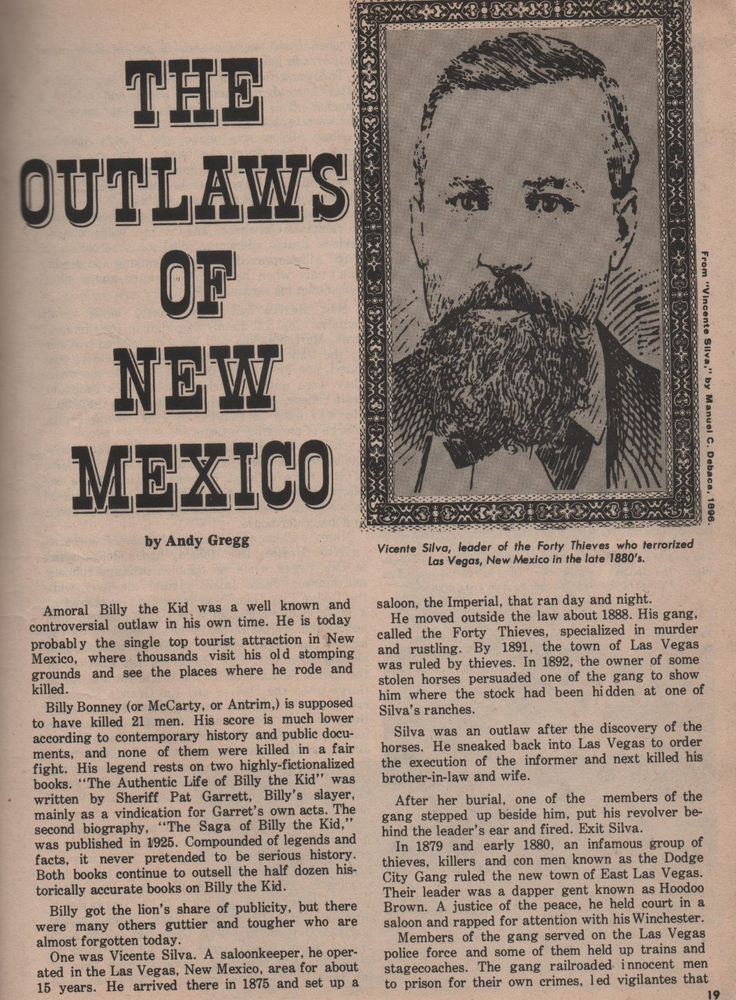 THE
OUTLAWS
OF
NEW
MEXICO
by Andy Gregg
From "Vincente Silva," by Manuel C. Debaca, 1896.
Vicente Silva, leader of the Forty Thieves who terrorized
Las Vegas, New Mexico in the late 1880's.
Amoral Billy the Kid was a well known and
controversial outlaw in his own time. He is today
probably the single top tourist attraction in New
Mexico, where thousands visit his old stomping
grounds and see the places where he rode and
killed.
Billy Bonney (or McCarty, or Antrim,) is supposed
to have killed 21 men. His score is much lower
according to contemporary history and public docu-
ments, and none of them were killed in a fair
fight. His legend rests on two highly-fictionalized
books. "The Authentic Life of Billy the Kid" was
written by Sheriff Pat Garrett, Billy's slayer,
mainly as a vindication for Garret's own acts. The
second biography, "The Saga of Billy the Kid,"
was published in 1925. Compounded of legends and
facts, it never pretended to be serious history.
Both books continue to outsell the half dozen his-
torically accurate books on Billy the Kid.
Billy got the lion's share of publicity, but there
were many others guttier and tougher who are
almost forgotten today.
One was Vicente Silva. A saloonkeeper, he oper-
ated in the Las Vegas, New Mexico, area for about
15 years. He arrived there in 1875 and set up a
saloon, the Imperial, that ran day and night.
He moved outside the law about 1888. His gang,
called the Forty Thieves, specialized in murder
and rustling. By 1891, the town of Las Vegas
was ruled by thieves. In 1892, the owner of some
stolen horses persuaded one of the gang to show
him where the stock had been hidden at one of
Silva's ranches.
Silva was an outlaw after the discovery of the
horses. He sneaked back into Las Vegas to order
the execution of the informer and next killed his
brother-in-law and wife.
After her burial, one of the members of the
gang stepped up beside him, put his revolver be-
hind the leader's ear and fired. Exit Silva.
In 1879 and early 1880, an infamous group of
thieves, killers and con men known as the Dodge
City Gang ruled the new town of East Las Vegas.
Their leader was a dapper gent known as Hoodoo
Brown. A justice of the peace, he held court in a
saloon and rapped for attention with his Winchester.
Members of the gang served on the Las Vegas
police force and some of them held up trains and
stagecoaches. The gang railroaded innocent men
to prison for their own crimes, led vigilantes that
19